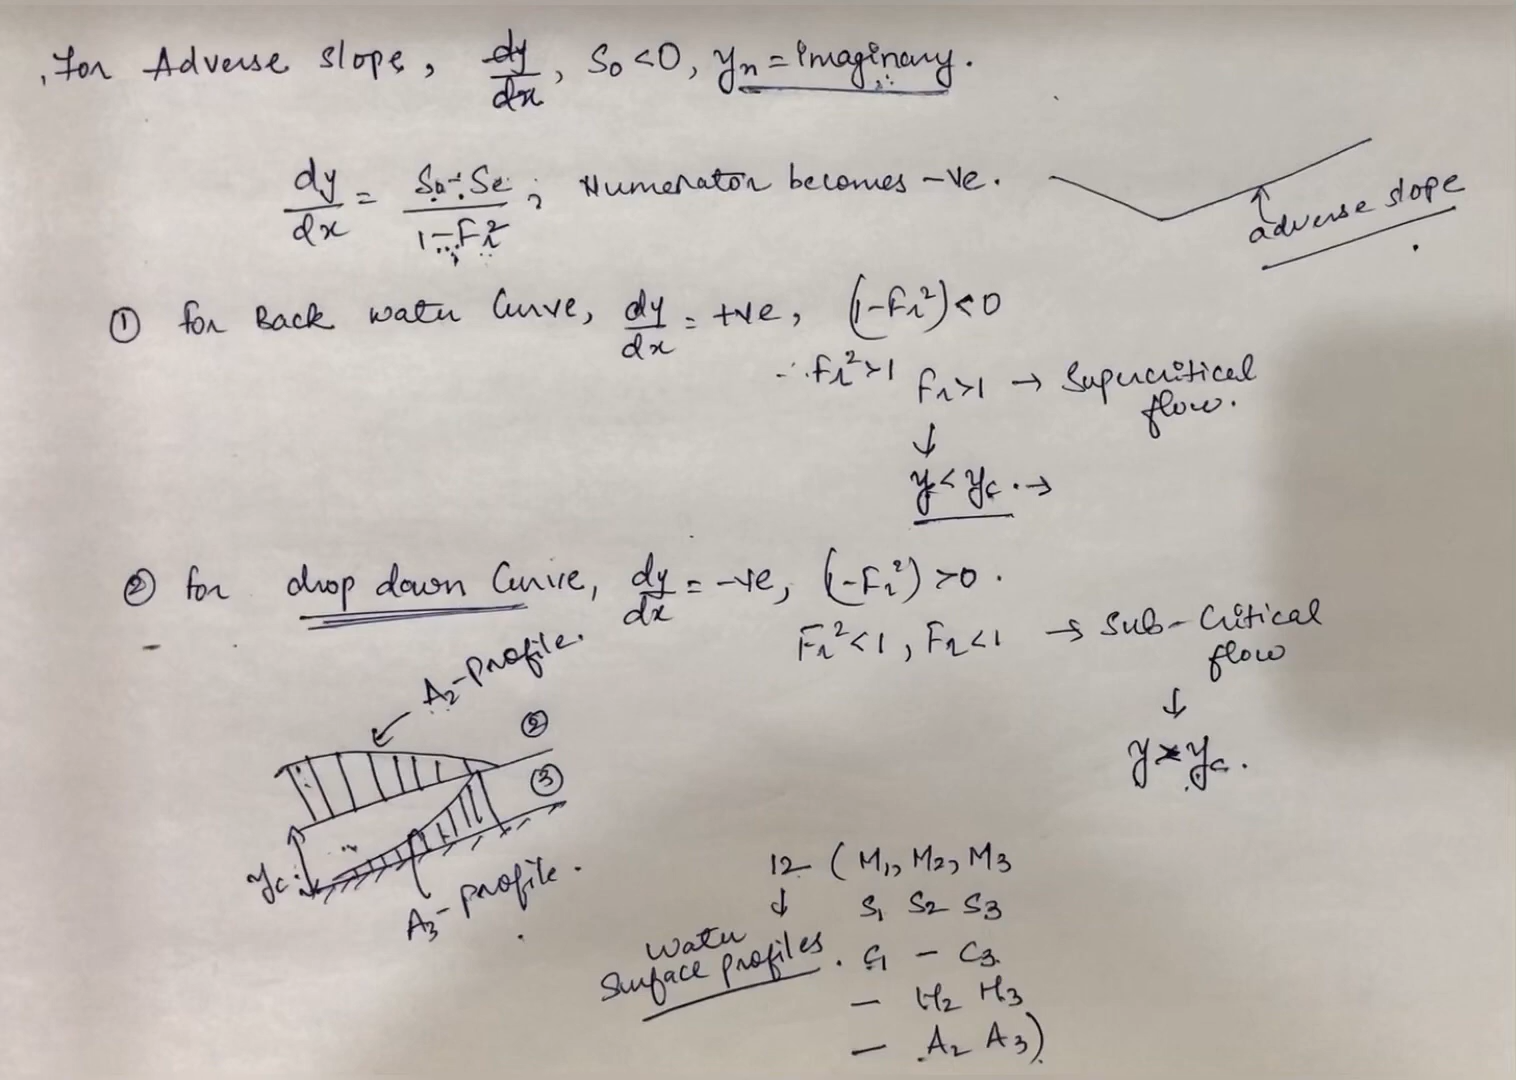 For Adverse slope, dy/dx, S₀<0, yn = imaginary.
dy/dx = S₀-Se/1-Fr² ; Numerator becomes -ve.
adverse slope
① for Back water Curve, dy/dx = +ve, (1-Fr²)<0
∴ Fr²>1 Fr>1 → Supercritical flow.
↓
y<yc. →
② for drop down Curve, dy/dx = -ve, (1-Fr²) >0.
Fr²<1, Fr<1 → Sub-Critical flow
↓
y > yc.
A₂-profile.
②
③
yc
A₃-profile.
12 (M₁, M₂, M₃
↓ S₁ S₂ S₃
Water Surface profiles. C₁ - C₃
- H₂ H₃
- A₂ A₃)